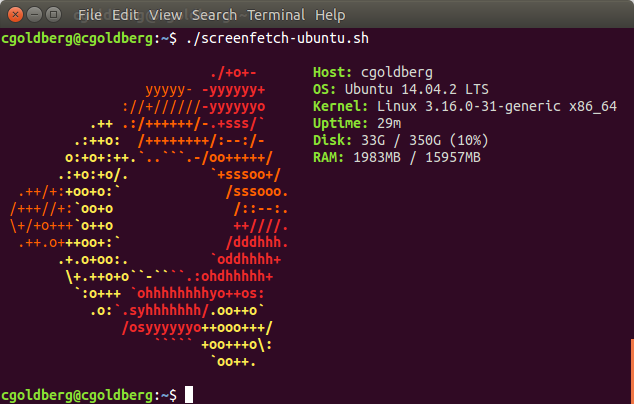 File Edit View Search Terminal Help
cgoldberg@cgoldberg:~$ ./screenfetch-ubuntu.sh
./+o+- Host: cgoldberg
yyyyy- -yyyyyy+ OS: Ubuntu 14.04.2 LTS
://+//////-yyyyyyo Kernel: Linux 3.16.0-31-generic x86_64
.++ .:/++++++/-.+sss/` Uptime: 29m
.:++o: /++++++++/:--:/- Disk: 33G / 350G (10%)
o:+o+:++.`..```.-/oo+++++/ RAM: 1983MB / 15957MB
.:+o:+o/. `+sssoo+/
.++/+:+oo+o:` /sssooo.
/+++//+:`oo+o /::--:.
\+/+o+++`o++o ++////.
.++.o+++oo+:` /dddhhh.
.+.o+oo:. `oddhhhh+
\+.++o+o``-````.:ohdhhhhh+
`:o+++ `ohhhhhhhhyo++os:
.o:`.syhhhhhhh/.oo++o`
/osyyyyyyo++ooo+++/
````` +oo+++o\:
`oo++.
cgoldberg@cgoldberg:~$